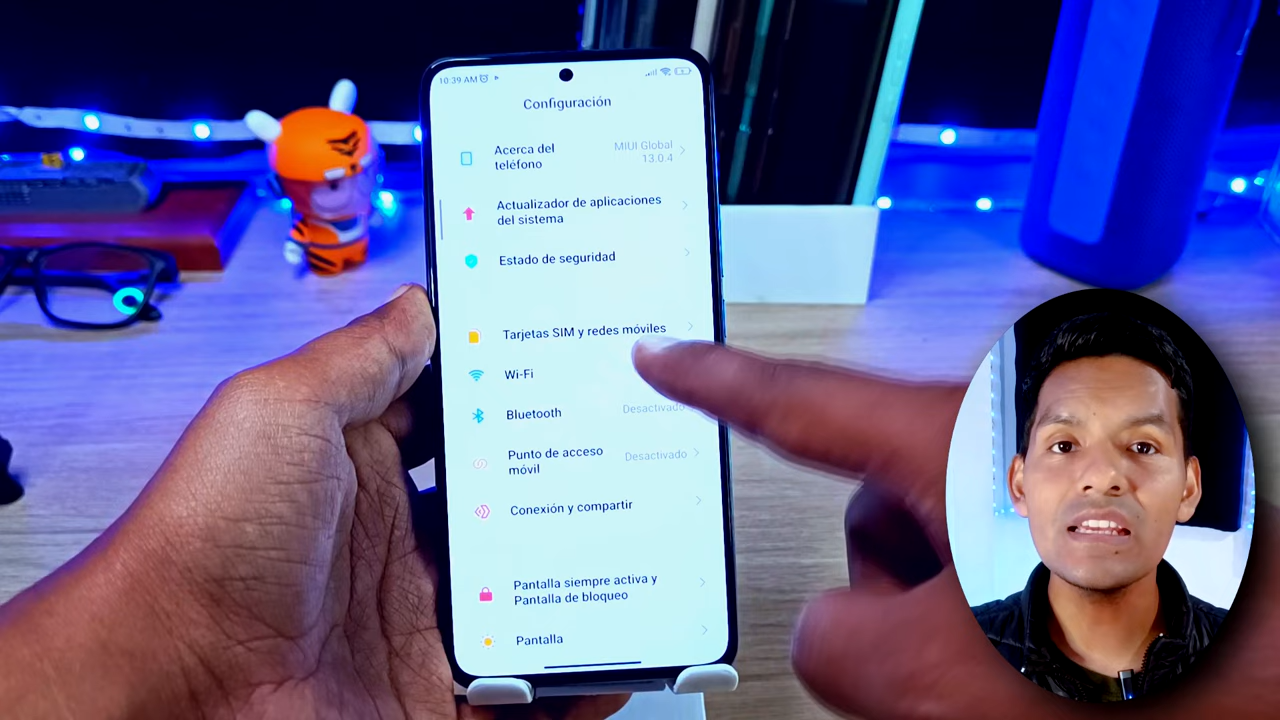 10:39 AM
Configuración
Acerca del
teléfono
MIUI Global
13.0.4
Actualizador de aplicaciones
del sistema
Estado de seguridad
Tarjetas SIM y redes móviles
Wi-Fi
Bluetooth
Desactivado
Punto de acceso
móvil
Desactivado
Conexión y compartir
Pantalla siempre activa y
Pantalla de bloqueo
Pantalla